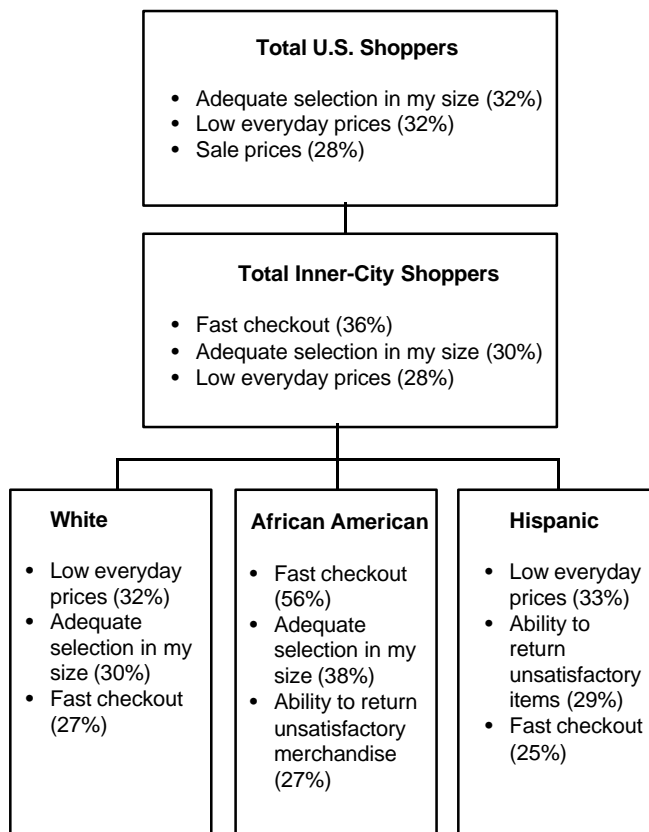 Total U.S. Shoppers
• Adequate selection in my size (32%)
• Low everyday prices (32%)
• Sale prices (28%)
Total Inner-City Shoppers
• Fast checkout (36%)
• Adequate selection in my size (30%)
• Low everyday prices (28%)
White
• Low everyday
prices (32%)
• Adequate
selection in my
size (30%)
• Fast checkout
(27%)
African American
• Fast checkout
(56%)
• Adequate
selection in my
size (38%)
• Ability to return
unsatisfactory
merchandise
(27%)
Hispanic
• Low everyday
prices (33%)
• Ability to
return
unsatisfactory
items (29%)
• Fast checkout
(25%)